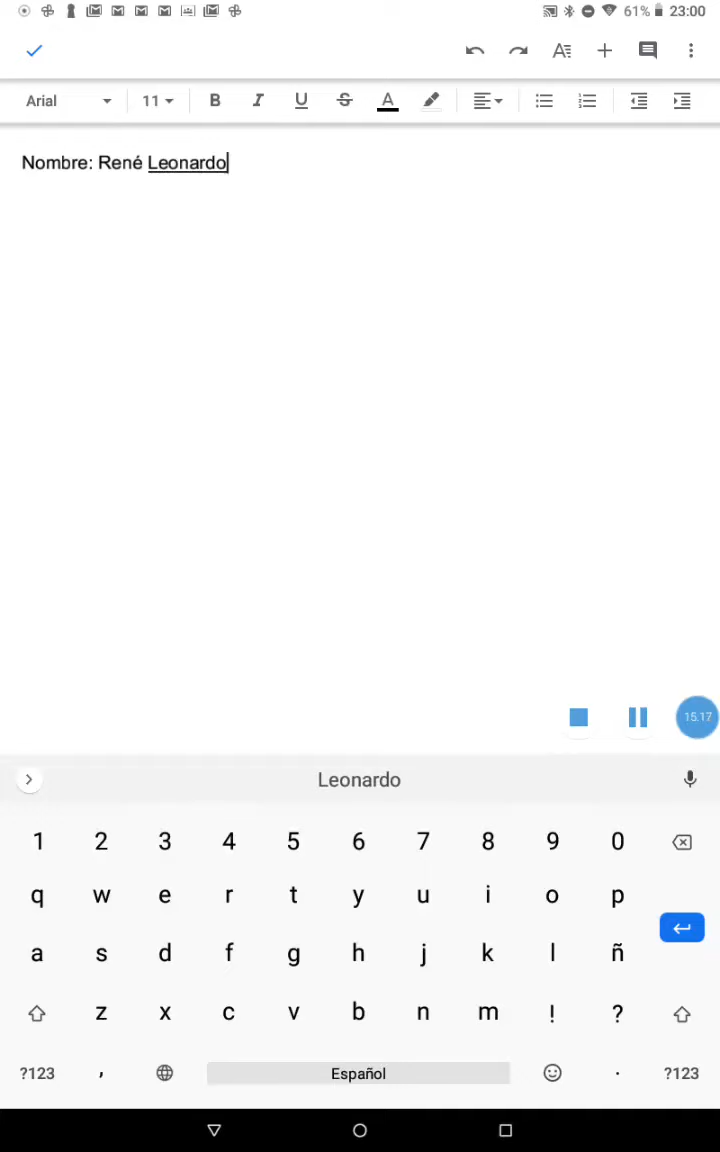 61% 23:00
Arial 11 B I U S A
Nombre: René Leonardo
15.17
Leonardo
1 2 3 4 5 6 7 8 9 0
q w e r t y u i o p
a s d f g h j k l ñ
z x c v b n m ! ?
?123 , Español . ?123